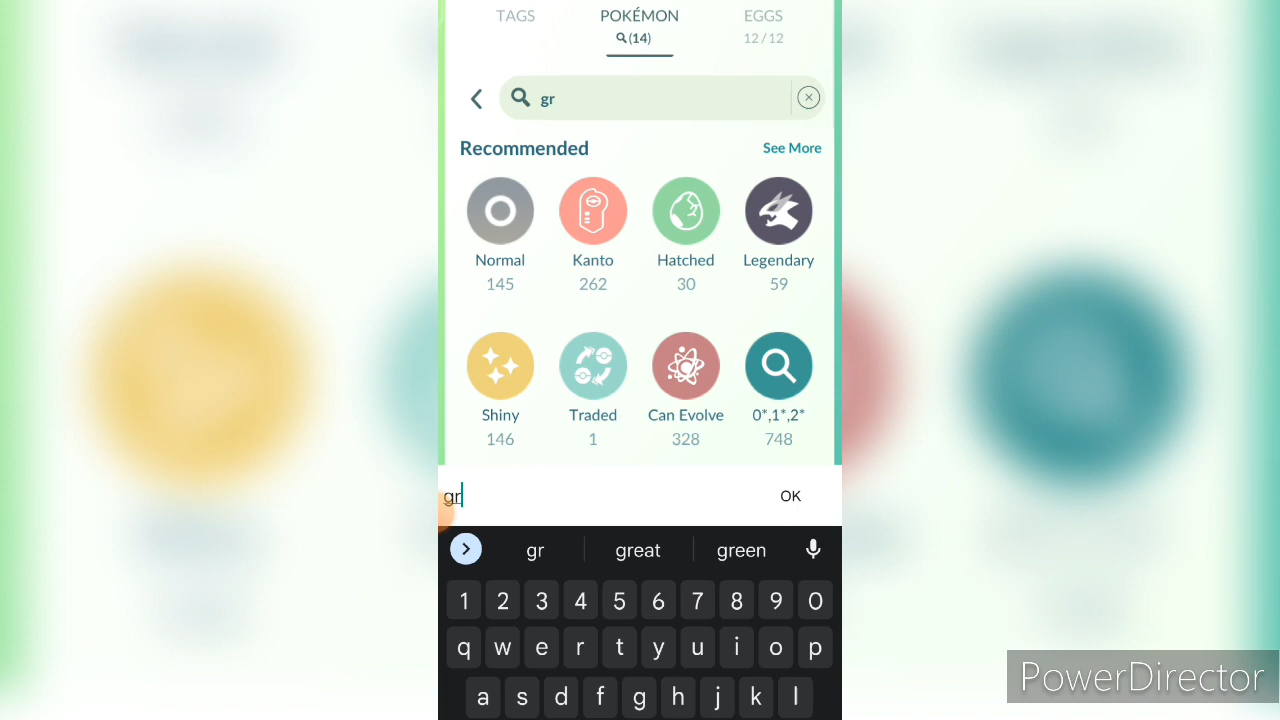 TAGS POKÉMON EGGS
(14) 12 / 12
gr
Recommended See More
Normal Kanto Hatched Legendary
145 262 30 59
Shiny Traded Can Evolve 0*,1*,2*
146 1 328 748
gr OK
gr great green
1 2 3 4 5 6 7 8 9 0
q w e r t y u i o p
a s d f g h j k l
PowerDirector